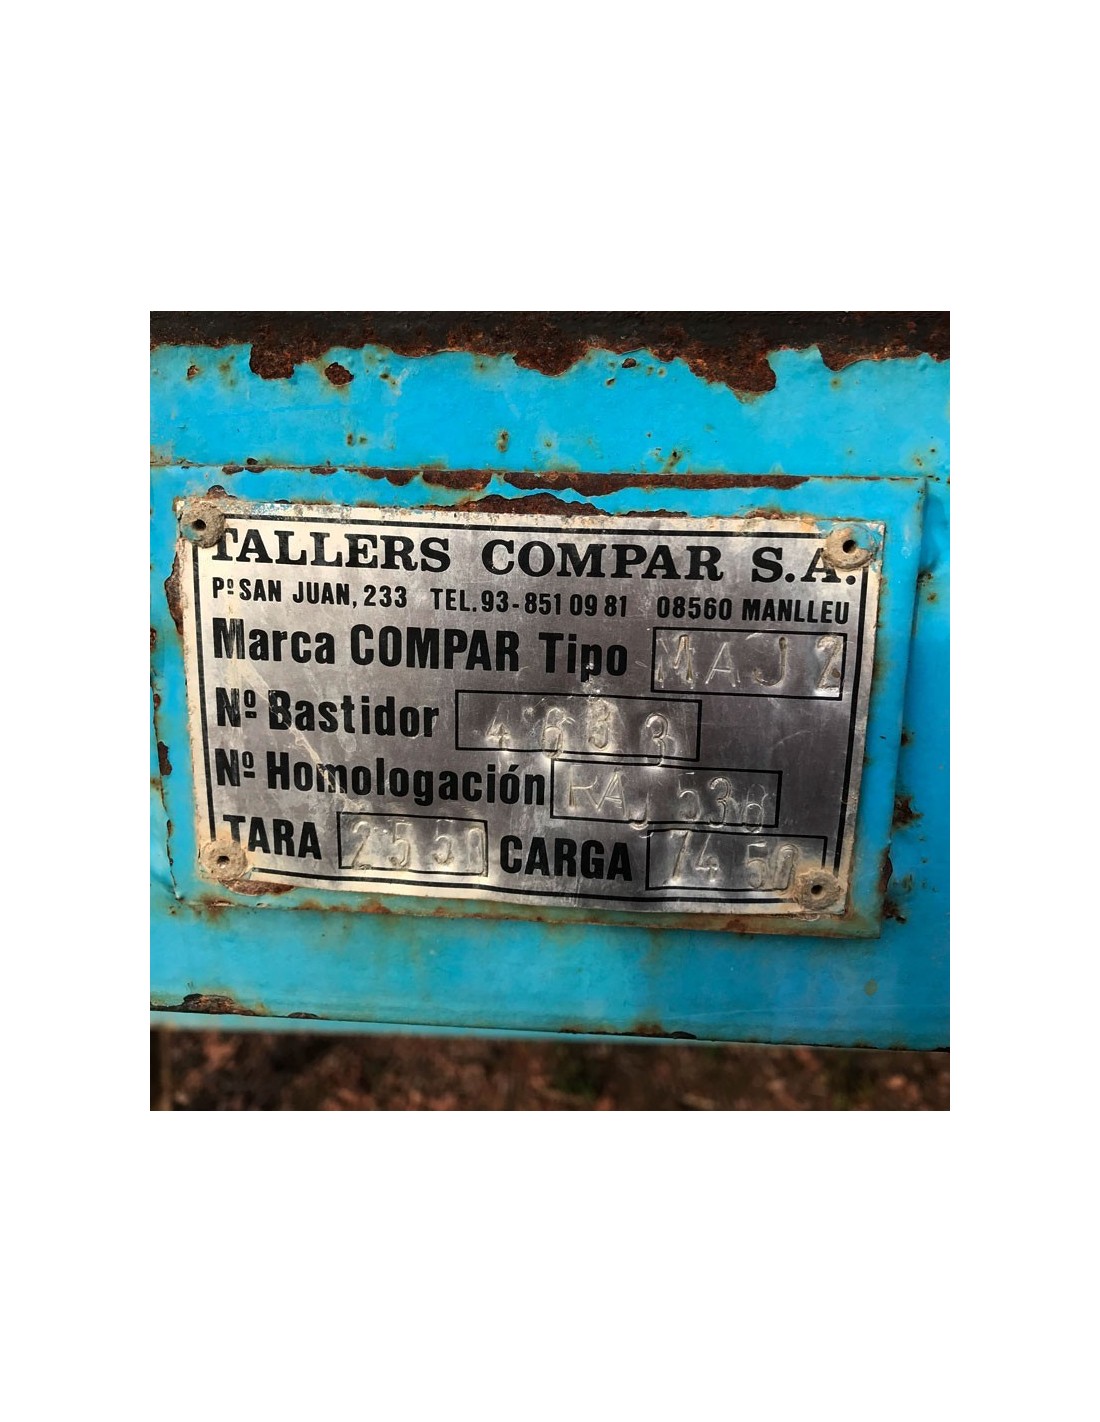 TALLERS COMPAR S.A.
Pº SAN JUAN, 233 TEL. 93-851 09 81 08560 MANLLEU
Marca COMPAR Tipo MAJ 2
Nº Bastidor
Nº Homologación
TARA 2550 CARGA 7450